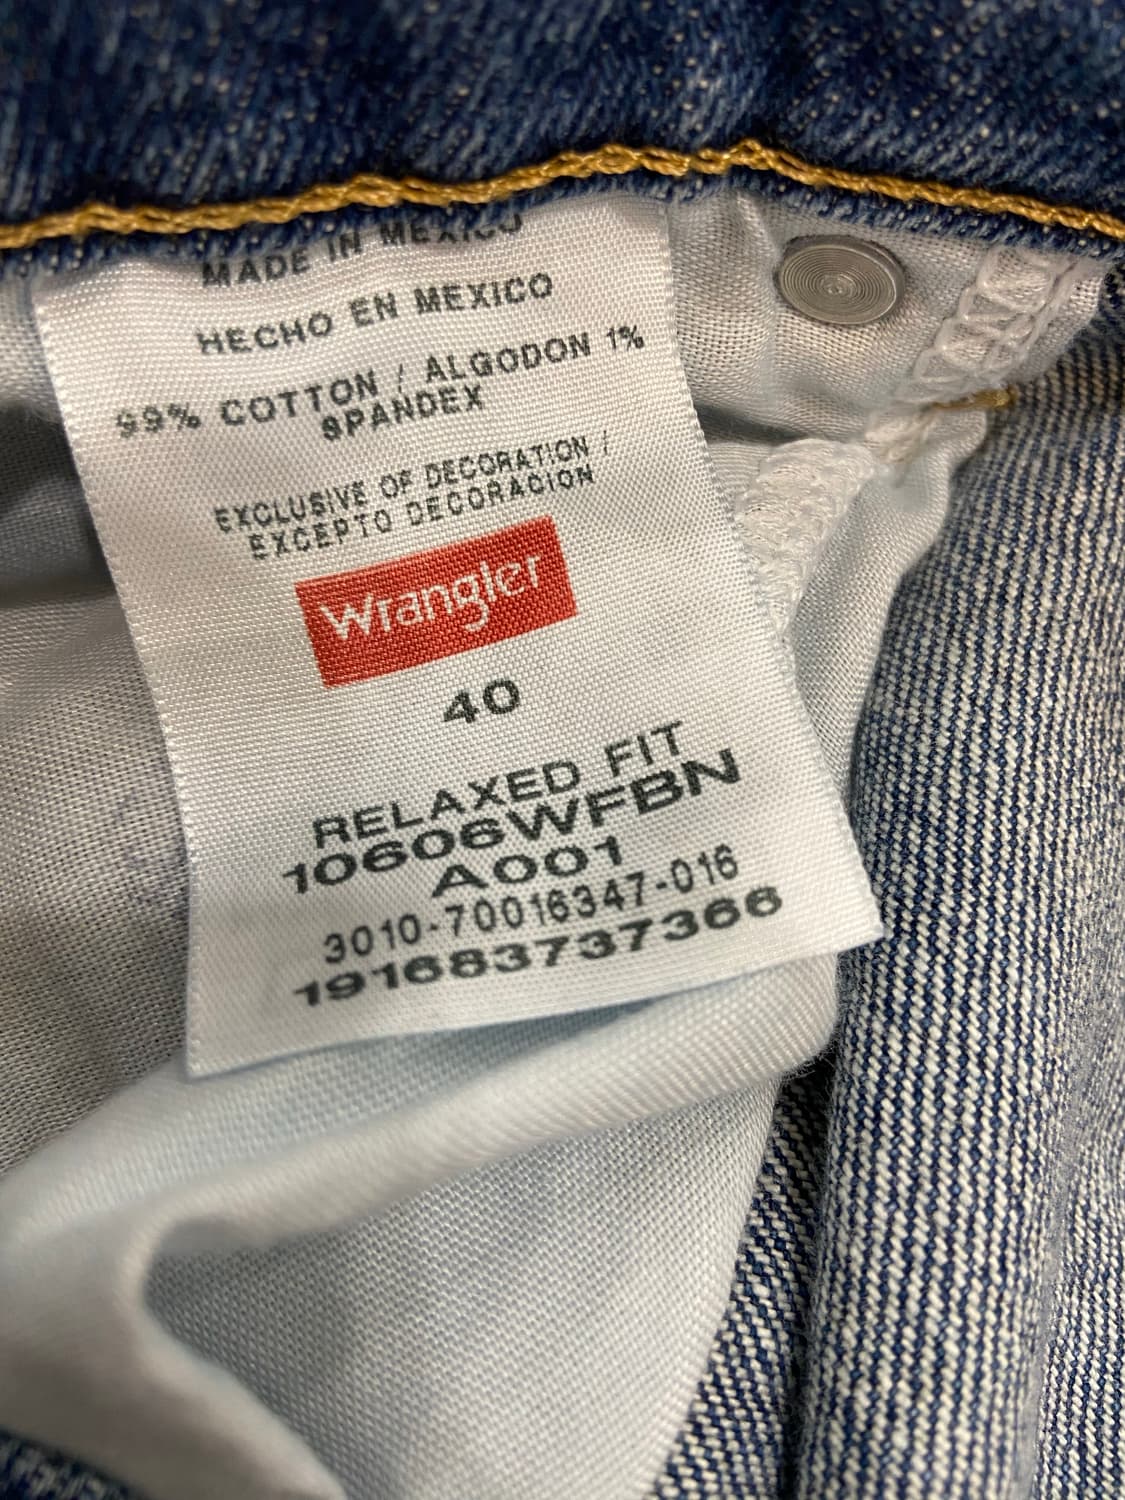 MADE IN MEXICO
HECHO EN MEXICO
99% COTTON / ALGODON 1%
SPANDEX
EXCLUSIVE OF DECORATION /
EXCEPTO DECORACION
Wrangler
40
RELAXED FIT
10606WFBN
A001
3010-70016347-016
191683737366